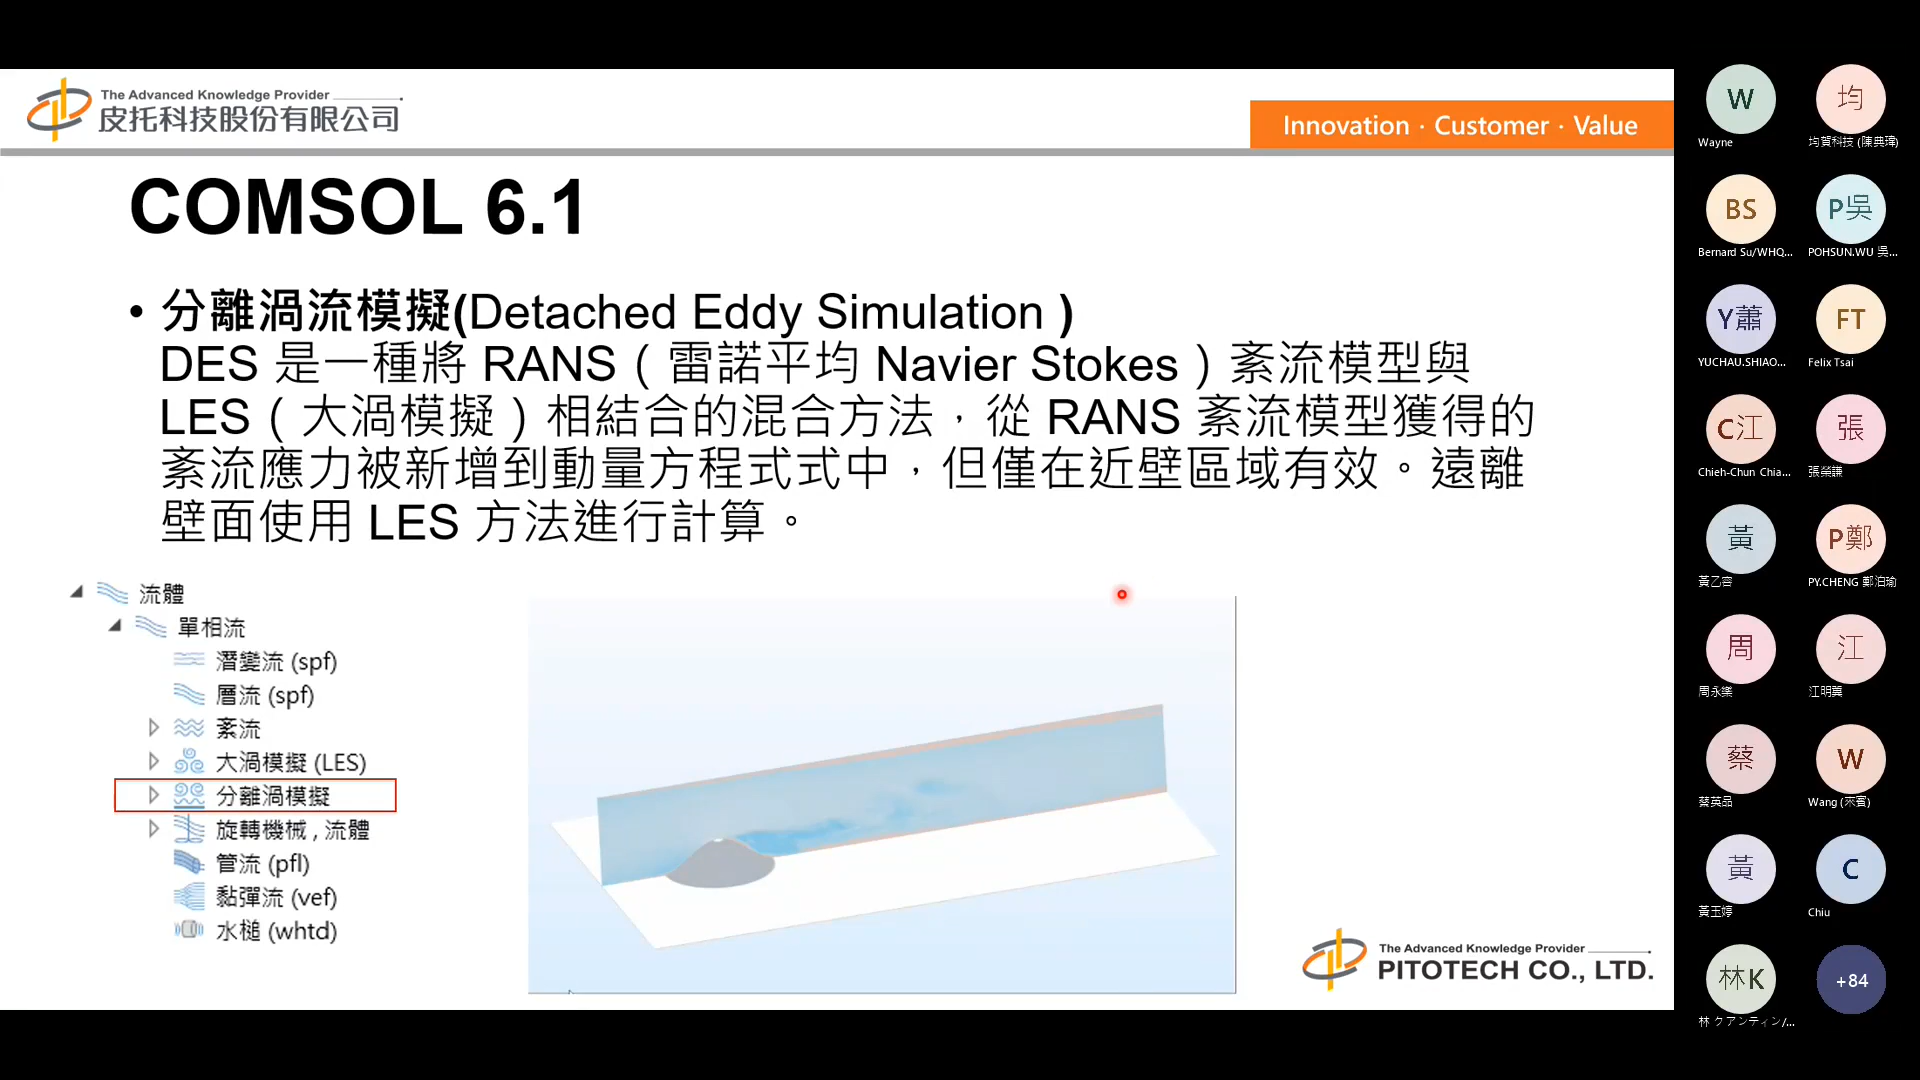 The Advanced Knowledge Provider
皮托科技股份有限公司
Innovation · Customer · Value
COMSOL 6.1
• 分離渦流模擬(Detached Eddy Simulation )
DES 是一種將 RANS（雷諾平均 Navier Stokes）紊流模型與
LES（大渦模擬）相結合的混合方法，從 RANS 紊流模型獲得的
紊流應力被新增到動量方程式式中，但僅在近壁區域有效。遠離
壁面使用 LES 方法進行計算。
流體
單相流
潛變流 (spf)
層流 (spf)
紊流
大渦模擬 (LES)
分離渦模擬
旋轉機械 , 流體
管流 (pfl)
黏彈流 (vef)
水槌 (whtd)
The Advanced Knowledge Provider
PITOTECH CO., LTD.
W
Wayne
均
均賀科技 (陳典瑋)
BS
Bernard Su/WHQ...
P吳
POHSUN.WU 吳...
Y蕭
YUCHAU.SHIAO...
FT
Felix Tsai
C江
Chieh-Chun Chia...
張
張榮謙
黃
黃乙容
P鄭
PY.CHENG 鄭泊瑜
周
周永樂
江
江明冀
蔡
蔡英品
W
Wang (來賓)
黃
黃玉婷
C
Chiu
林K
林 クアンティン/...
+84